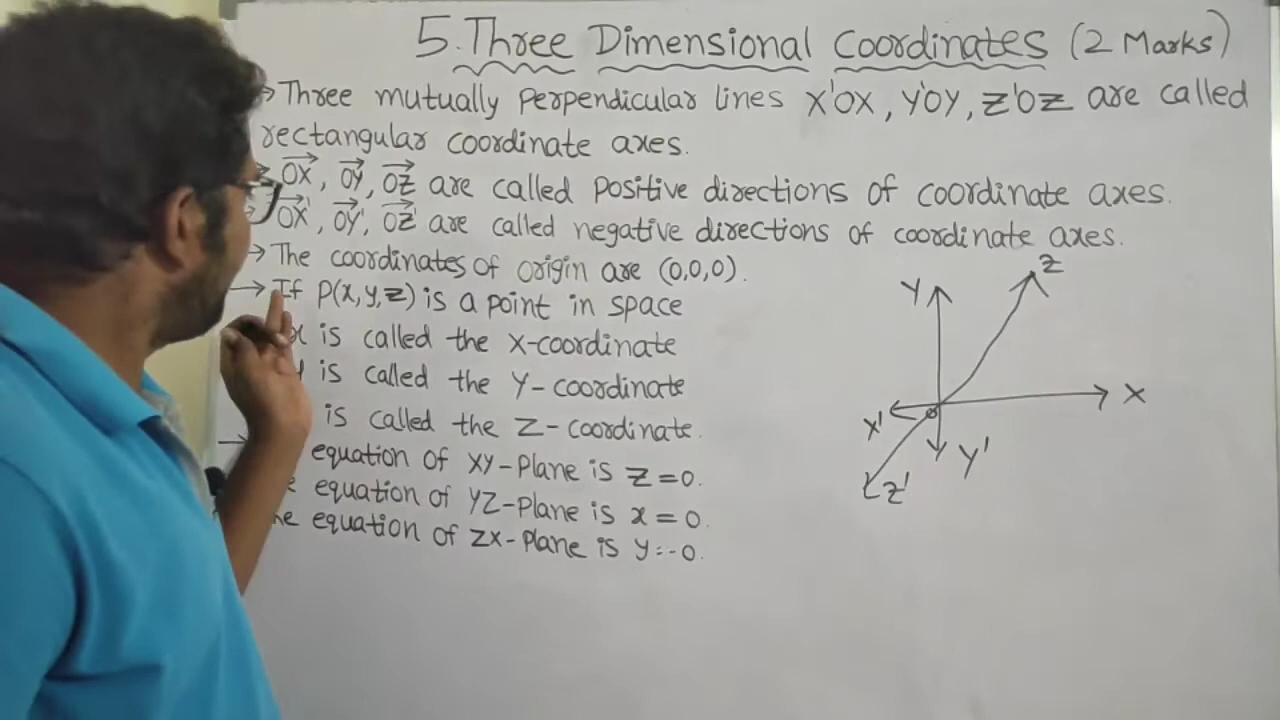 5. Three Dimensional Coordinates (2 Marks)
→ Three mutually perpendicular lines X'OX, Y'OY, Z'OZ are called
rectangular coordinate axes.
→ OX, OY, OZ are called positive directions of coordinate axes.
OX', OY', OZ' are called negative directions of coordinate axes.
→ The coordinates of origin are (0,0,0).
→ If P(x, y, z) is a point in space
x is called the X-coordinate
y is called the Y-coordinate
is called the Z-coordinate.
→ equation of XY-Plane is z=0.
equation of YZ-Plane is x=0.
equation of ZX-Plane is y=0.
Y
Z
X
X'
Y'
Z'